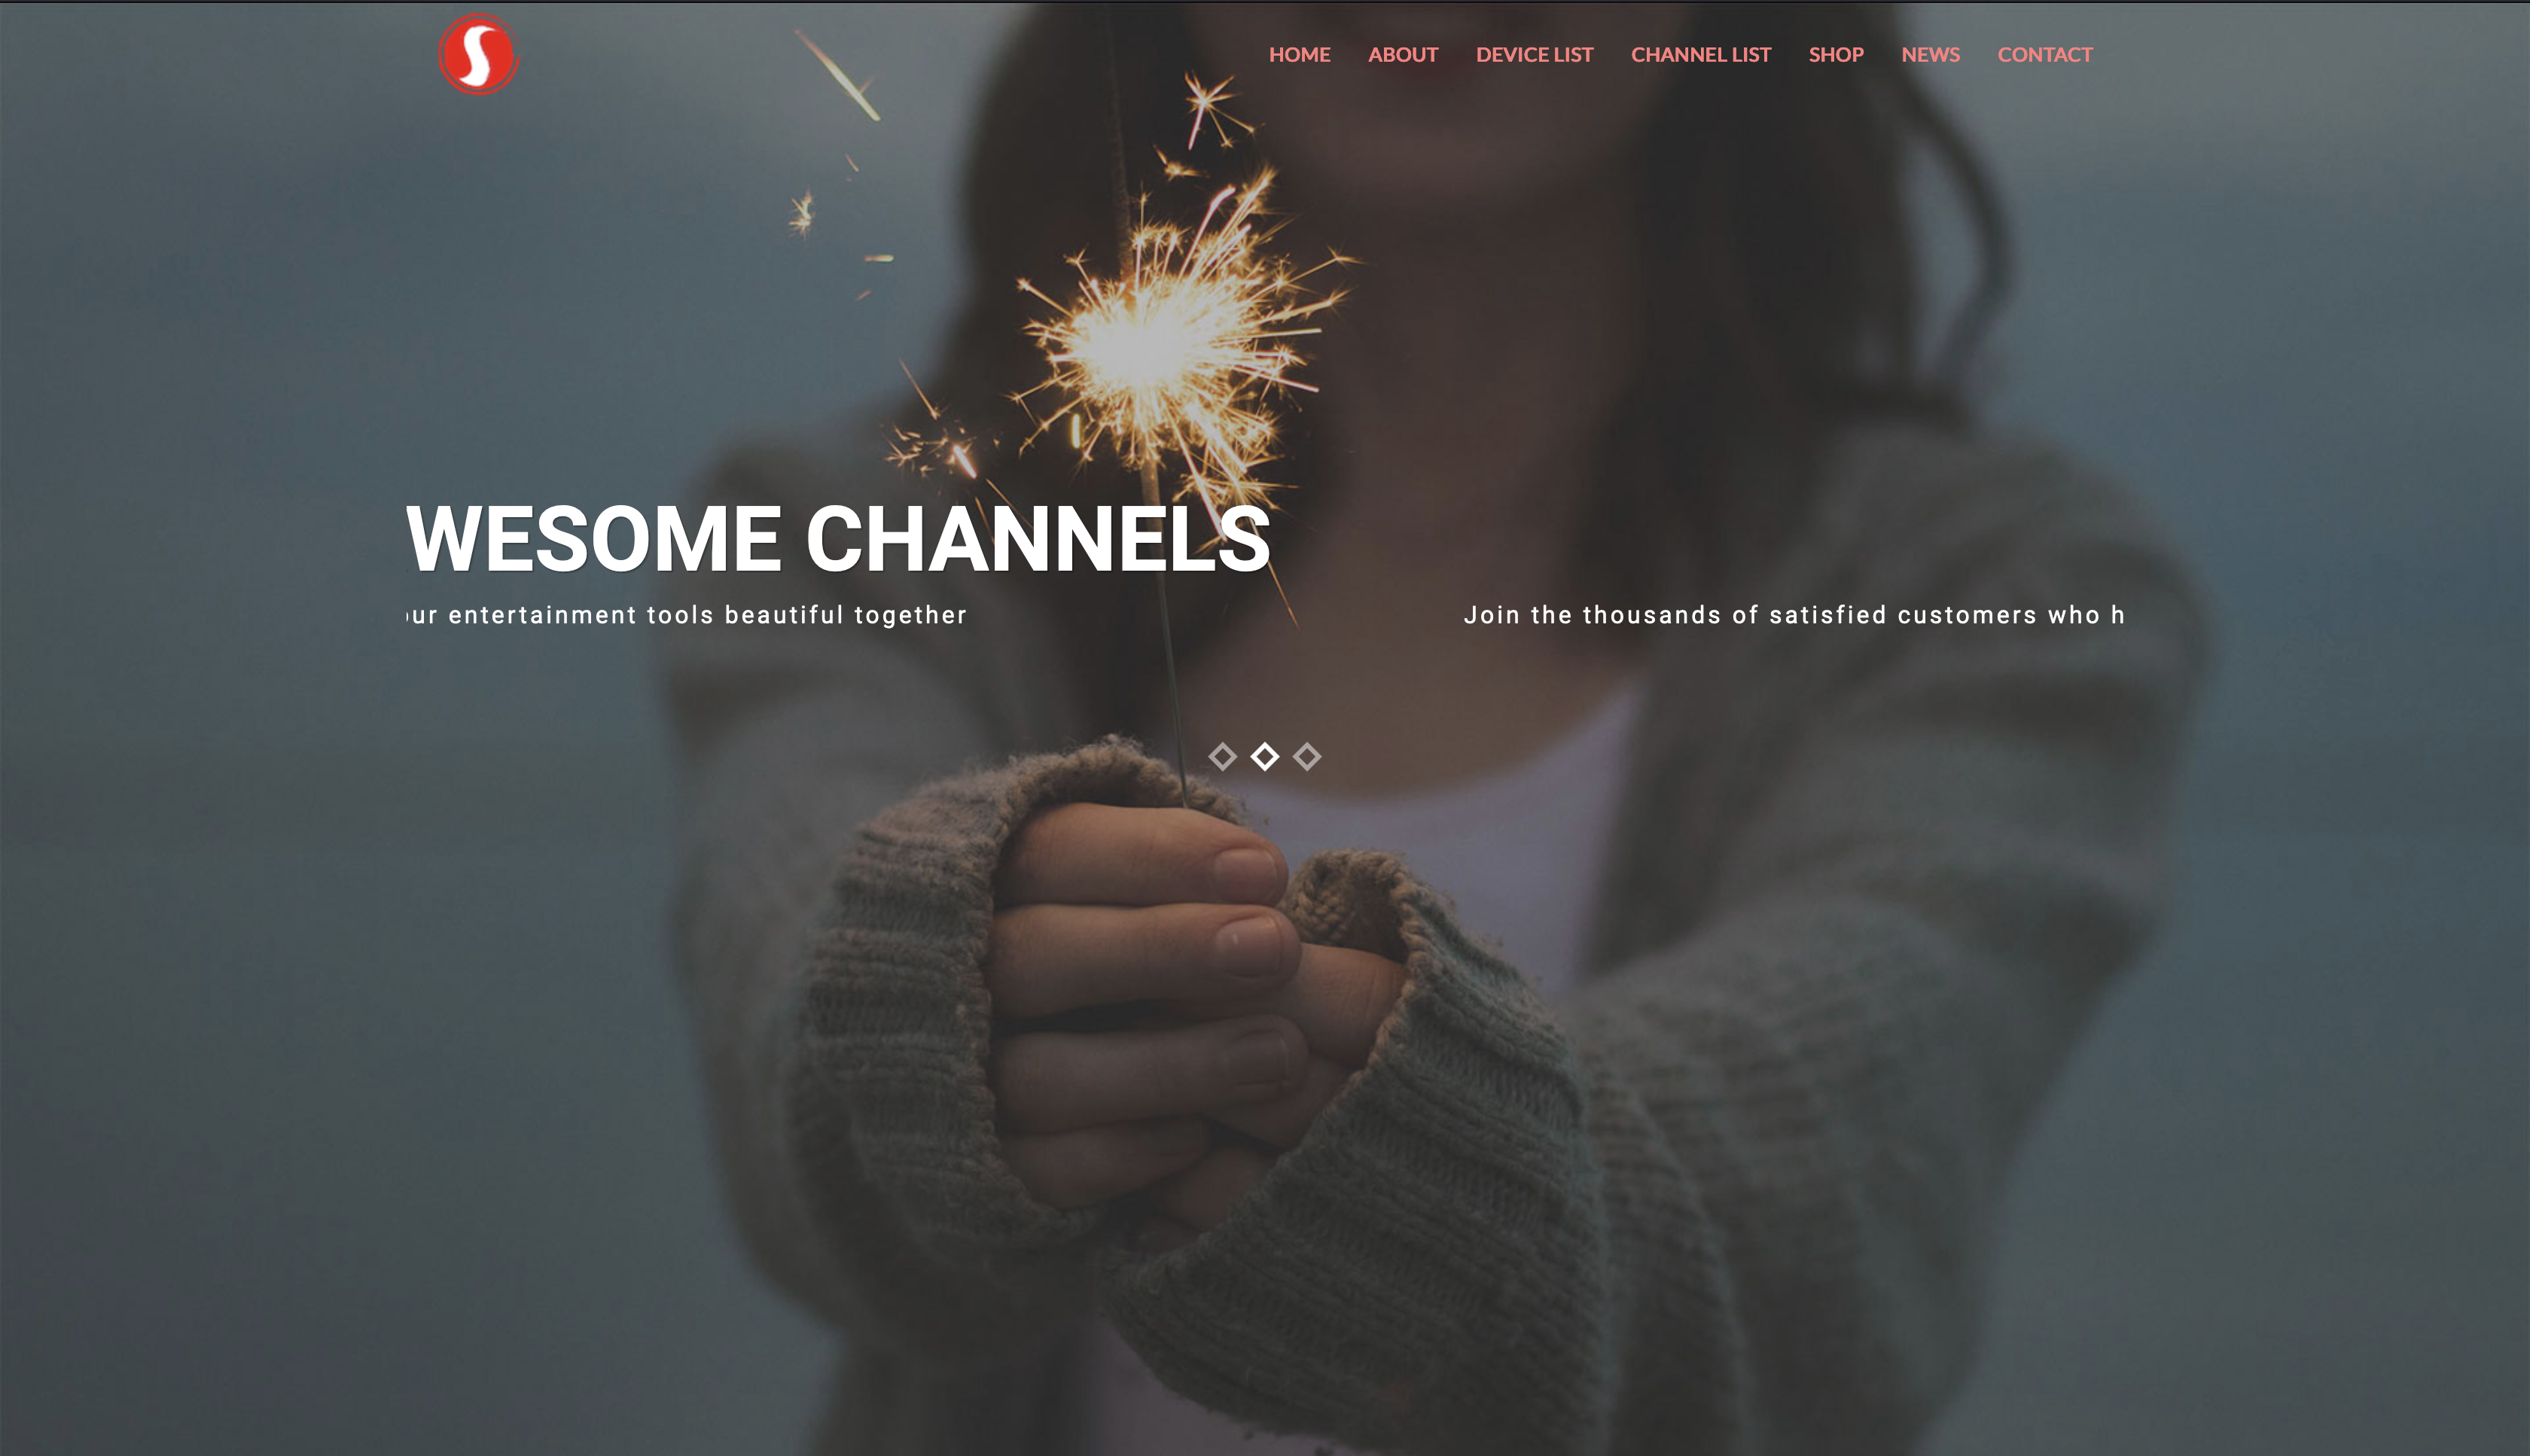 HOME ABOUT DEVICE LIST CHANNEL LIST SHOP NEWS CONTACT
WESOME CHANNELS
ur entertainment tools beautiful together
Join the thousands of satisfied customers who h